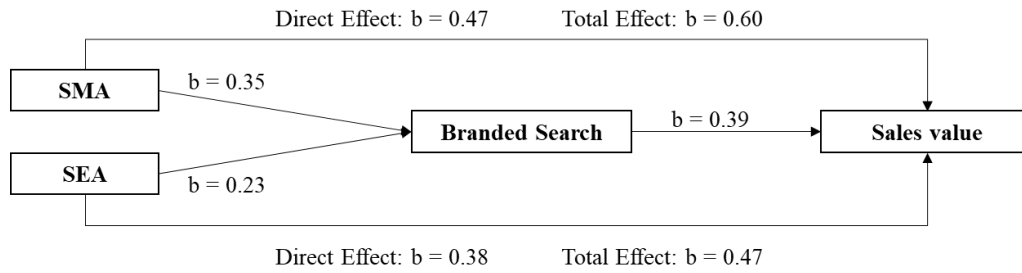 Direct Effect: b = 0.47 Total Effect: b = 0.60
SMA
b = 0.35
Branded Search
b = 0.39
Sales value
SEA
b = 0.23
Direct Effect: b = 0.38 Total Effect: b = 0.47